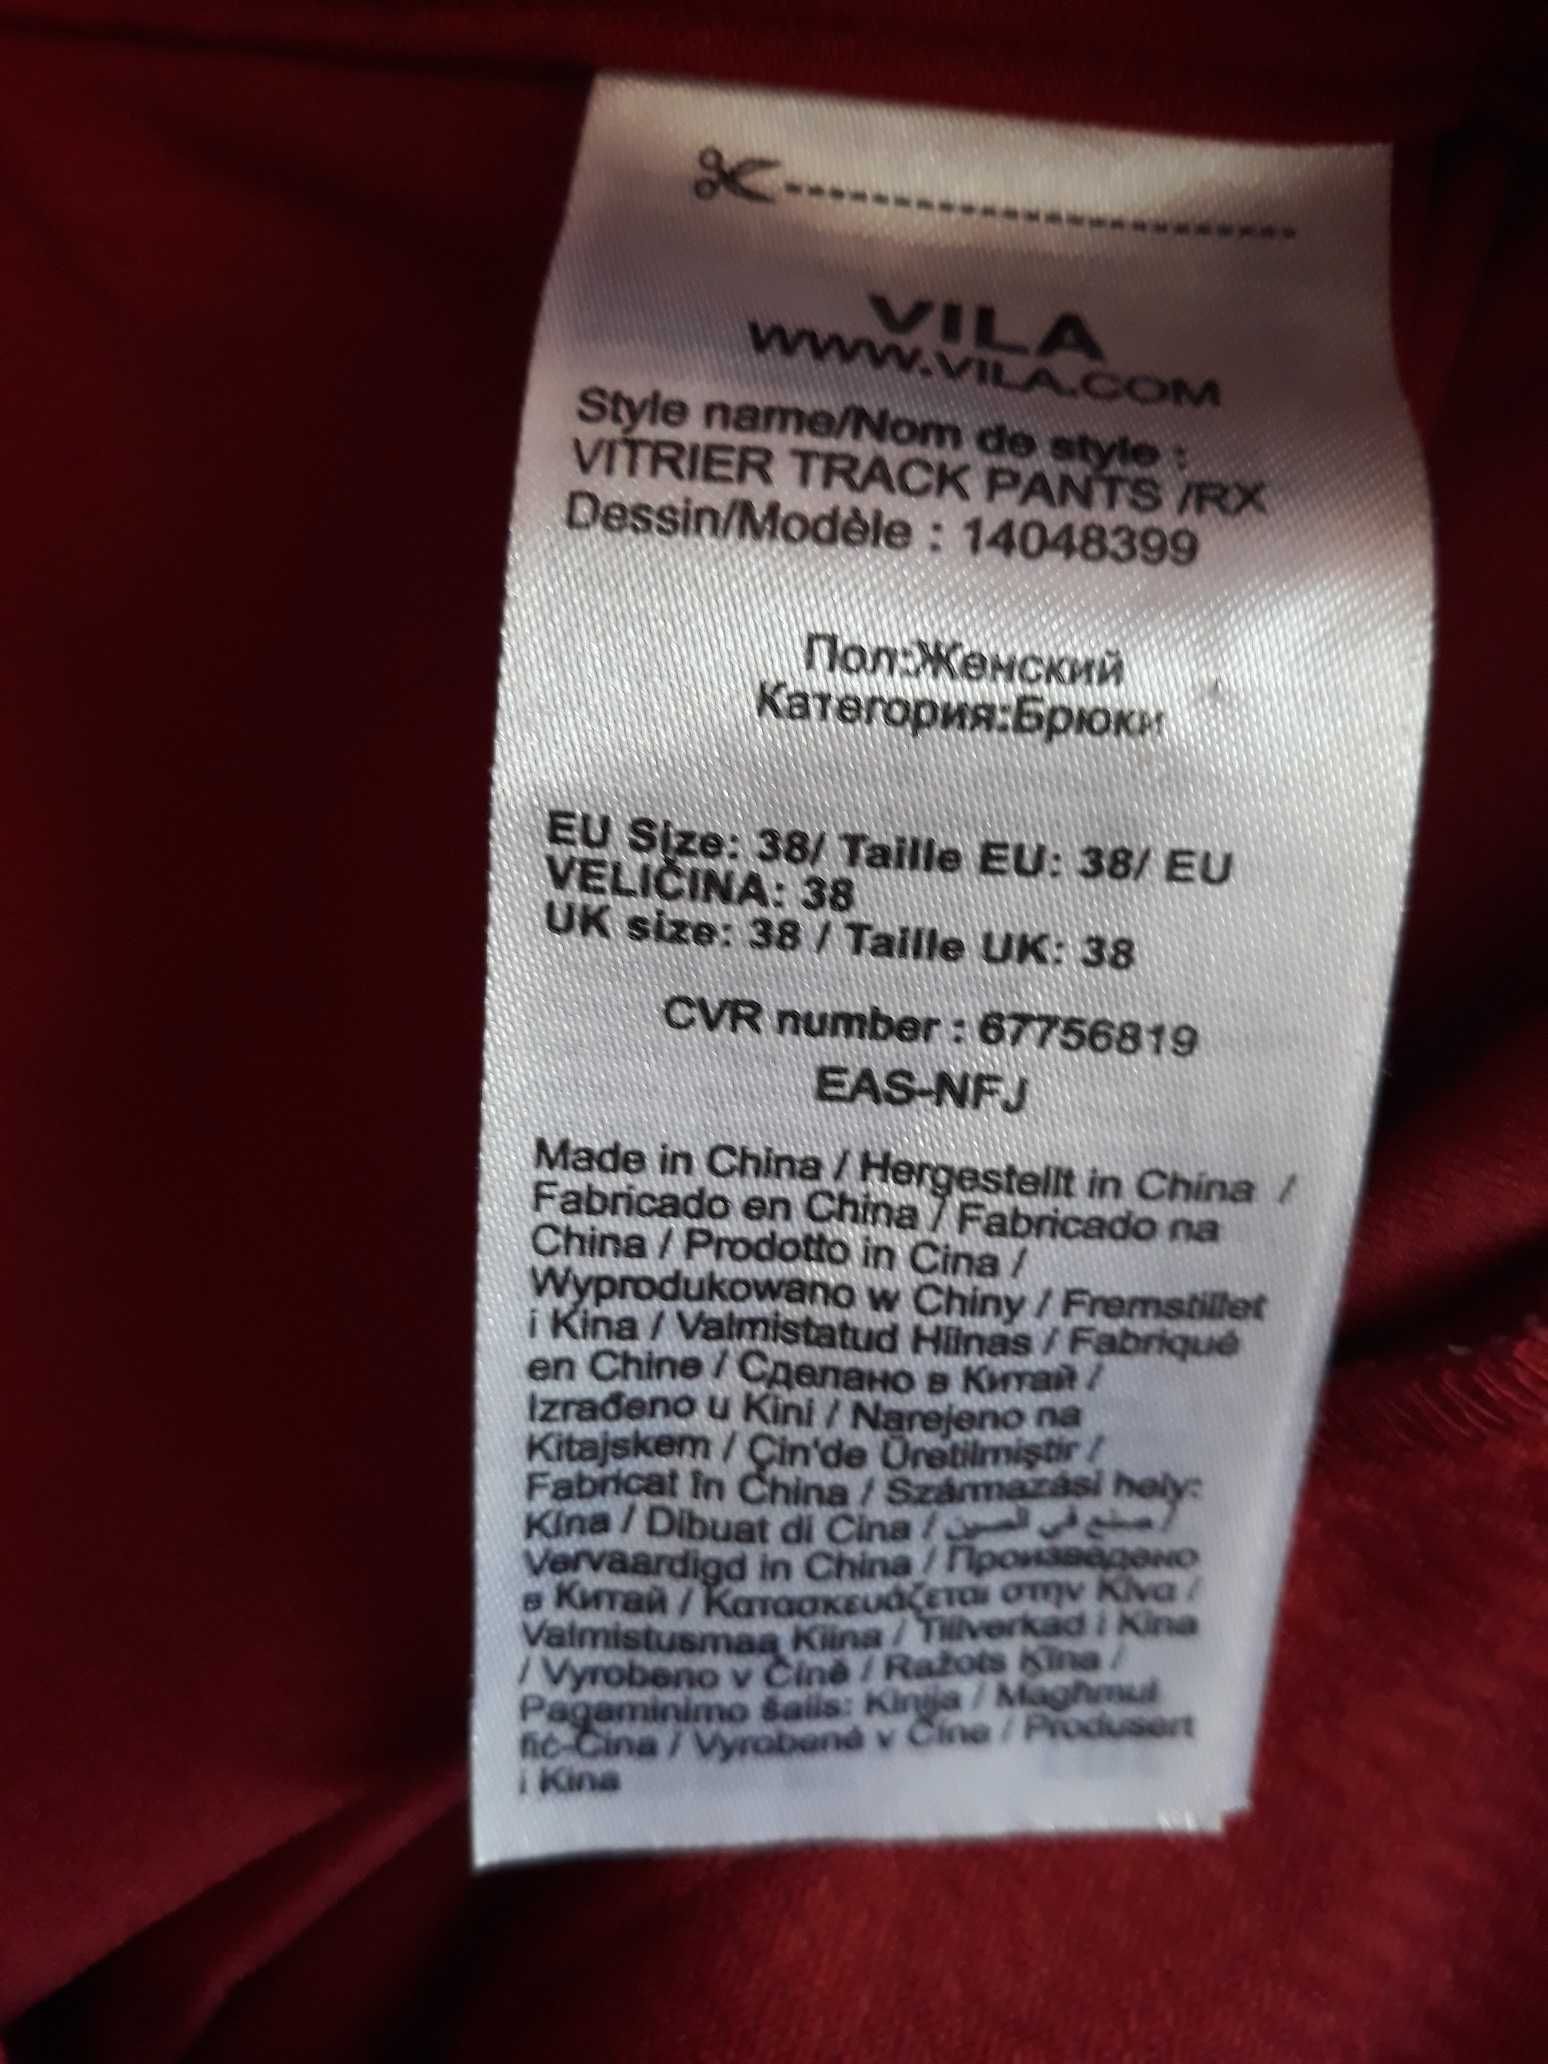 VILA
WWW.VILA.COM
Style name/Nom de style :
VITRIER TRACK PANTS /RX
Dessin/Modèle : 14048399
Пол:Женский
Категория:Брюки
EU Size: 38/ Taille EU: 38/ EU
VELIČINA: 38
UK size: 38 / Taille UK: 38
CVR number : 67756819
EAS-NFJ
Made in China / Hergestellt in China /
Fabricado en China / Fabricado na
China / Prodotto in Cina /
Wyprodukowano w Chiny / Fremstillet
i Kina / Valmistatud Hiinas / Fabriqué
en Chine / Сделано в Китай /
Izrađeno u Kini / Narejeno na
Kitajskem / Çin'de Üretilmiştir /
Fabricat în China / Származási hely:
Kína / Dibuat di Cina / صنع في الصين /
Vervaardigd in China / Произведено
в Китай / Κατασκευάζεται στην Κίνα /
Valmistusmaa Kiina / Tillverkad i Kina
/ Vyrobeno v Číně / Ražots Ķīna /
Pagaminimo šalis: Kinija / Magħmul
fiċ-Ċina / Vyrobené v Číne / Produsert
i Kina